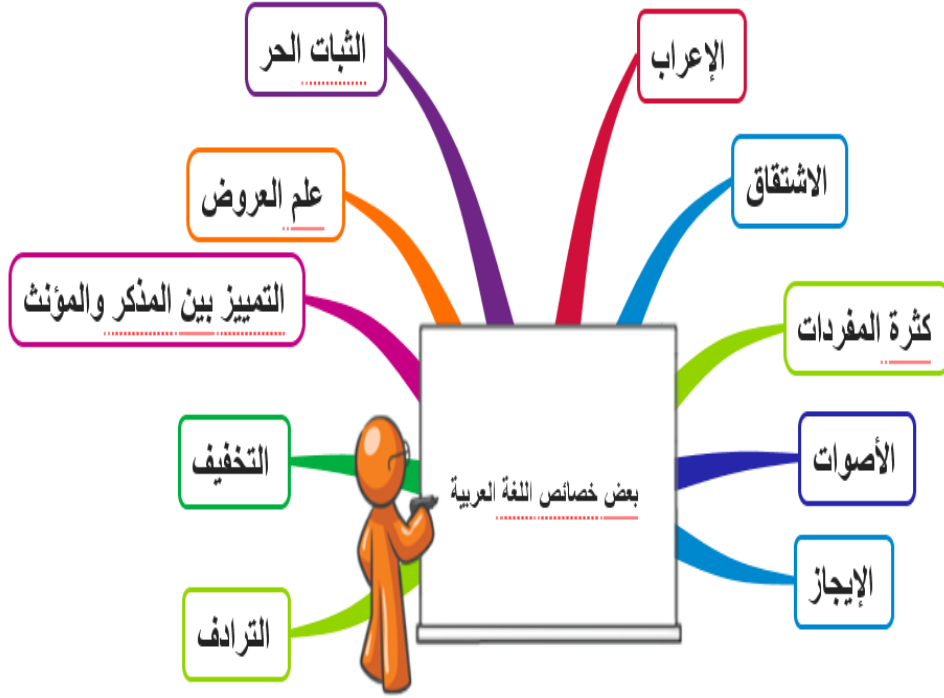 بعض خصائص اللغة العربية
الإعراب
الاشتقاق
كثرة المفردات
الأصوات
الإيجاز
الثبات الحر
علم العروض
التمييز بين المذكر والمؤنث
التخفيف
الترادف